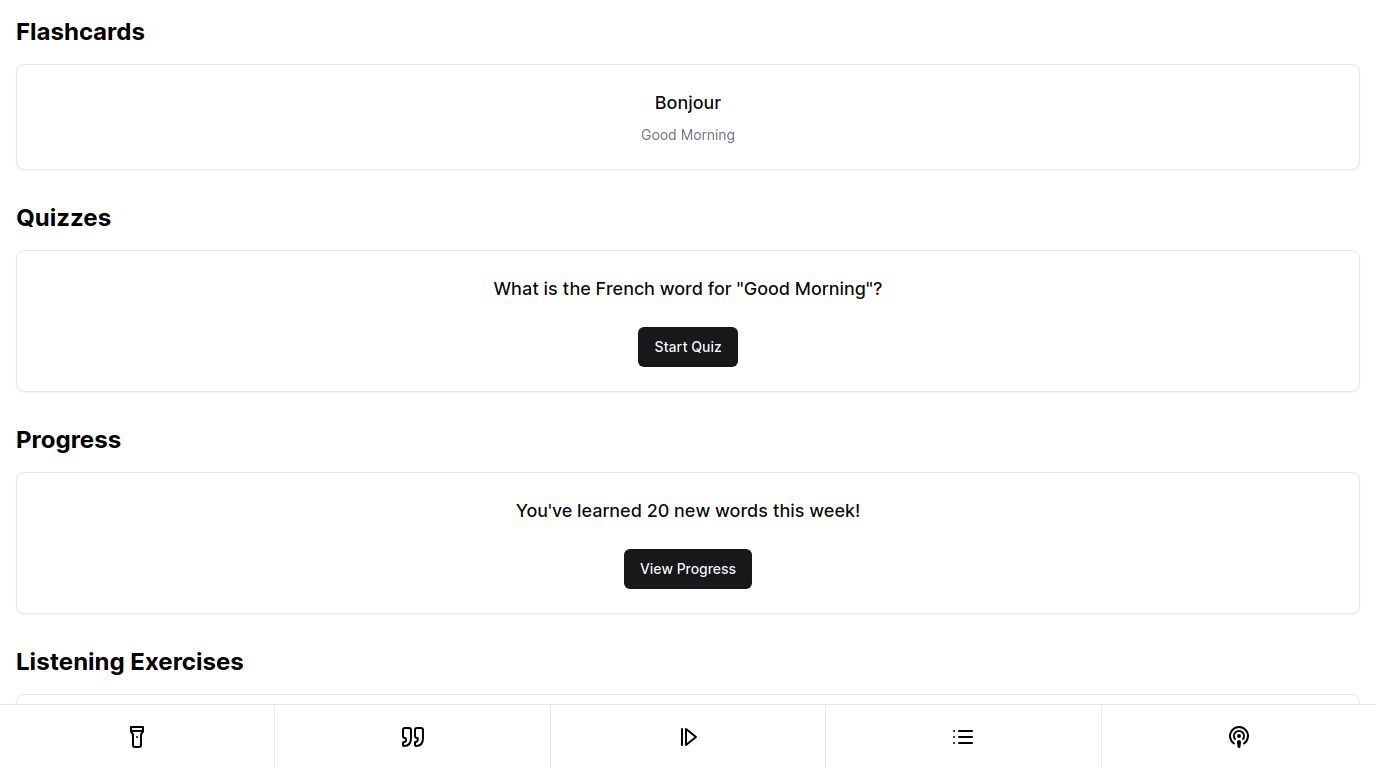 Flashcards
Bonjour
Good Morning
Quizzes
What is the French word for "Good Morning"?
Start Quiz
Progress
You've learned 20 new words this week!
View Progress
Listening Exercises